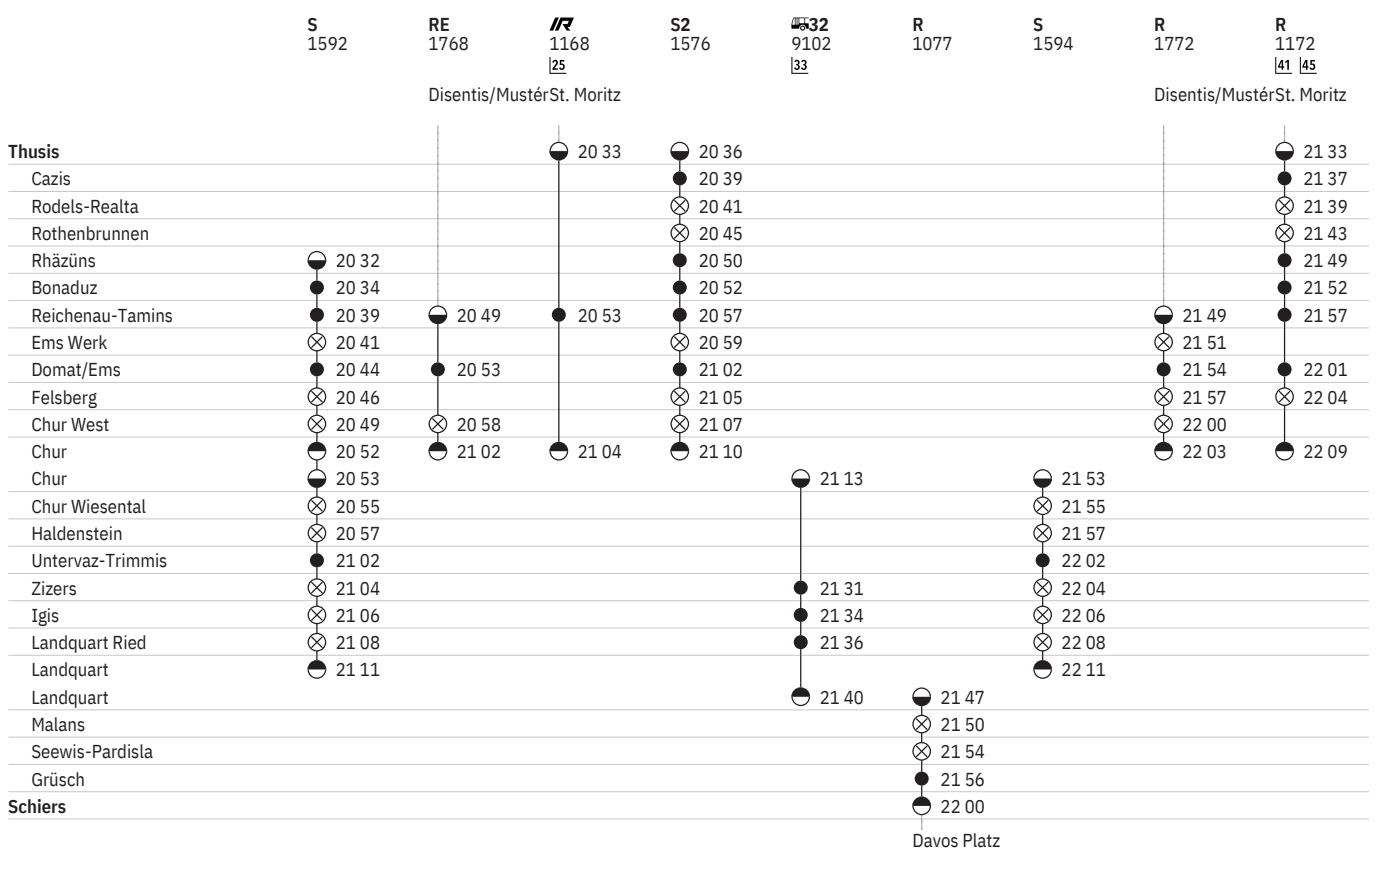 S RE IR S2 32 R S R R
1592 1768 1168 1576 9102 1077 1594 1772 1172
25 33 41 45
Disentis/Mustér St. Moritz Disentis/Mustér St. Moritz
Thusis 20 33 20 36 21 33
Cazis 20 39 21 37
Rodels-Realta 20 41 21 39
Rothenbrunnen 20 45 21 43
Rhäzüns 20 32 20 50 21 49
Bonaduz 20 34 20 52 21 52
Reichenau-Tamins 20 39 20 49 20 53 20 57 21 49 21 57
Ems Werk 20 41 20 59 21 51
Domat/Ems 20 44 20 53 21 02 21 54 22 01
Felsberg 20 46 21 05 21 57 22 04
Chur West 20 49 20 58 21 07 22 00
Chur 20 52 21 02 21 04 21 10 22 03 22 09
Chur 20 53 21 13 21 53
Chur Wiesental 20 55 21 55
Haldenstein 20 57 21 57
Untervaz-Trimmis 21 02 22 02
Zizers 21 04 21 31 22 04
Igis 21 06 21 34 22 06
Landquart Ried 21 08 21 36 22 08
Landquart 21 11 22 11
Landquart 21 40 21 47
Malans 21 50
Seewis-Pardisla 21 54
Grüsch 21 56
Schiers 22 00
Davos Platz